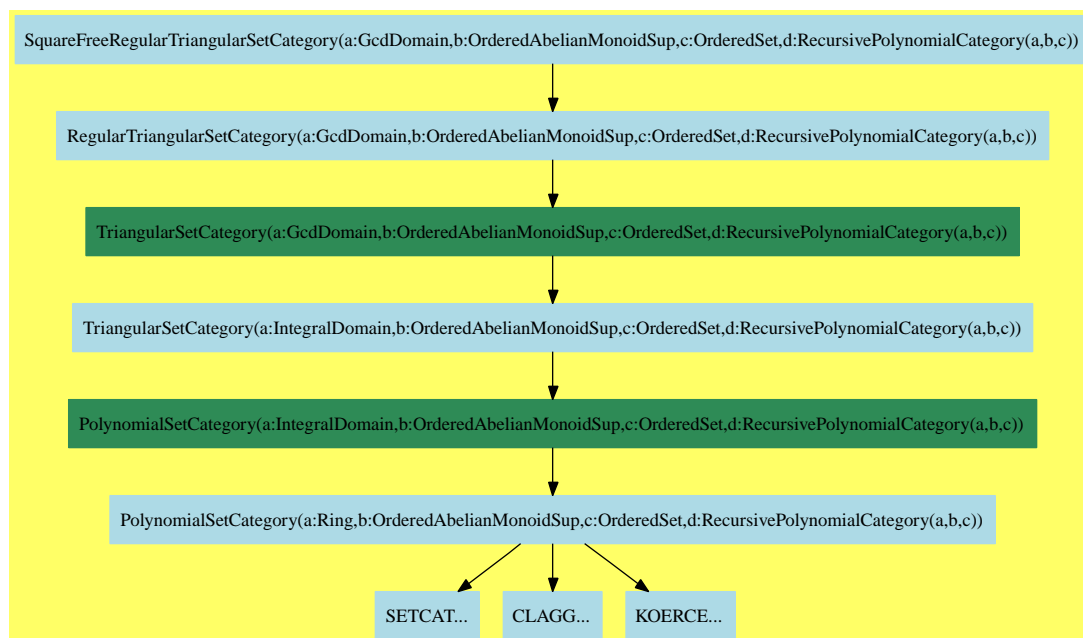 SquareFreeRegularTriangularSetCategory(a:GcdDomain,b:OrderedAbelianMonoidSup,c:OrderedSet,d:RecursivePolynomialCategory(a,b,c))
RegularTriangularSetCategory(a:GcdDomain,b:OrderedAbelianMonoidSup,c:OrderedSet,d:RecursivePolynomialCategory(a,b,c))
TriangularSetCategory(a:GcdDomain,b:OrderedAbelianMonoidSup,c:OrderedSet,d:RecursivePolynomialCategory(a,b,c))
TriangularSetCategory(a:IntegralDomain,b:OrderedAbelianMonoidSup,c:OrderedSet,d:RecursivePolynomialCategory(a,b,c))
PolynomialSetCategory(a:IntegralDomain,b:OrderedAbelianMonoidSup,c:OrderedSet,d:RecursivePolynomialCategory(a,b,c))
PolynomialSetCategory(a:Ring,b:OrderedAbelianMonoidSup,c:OrderedSet,d:RecursivePolynomialCategory(a,b,c))
SETCAT... CLAGG... KOERCE...